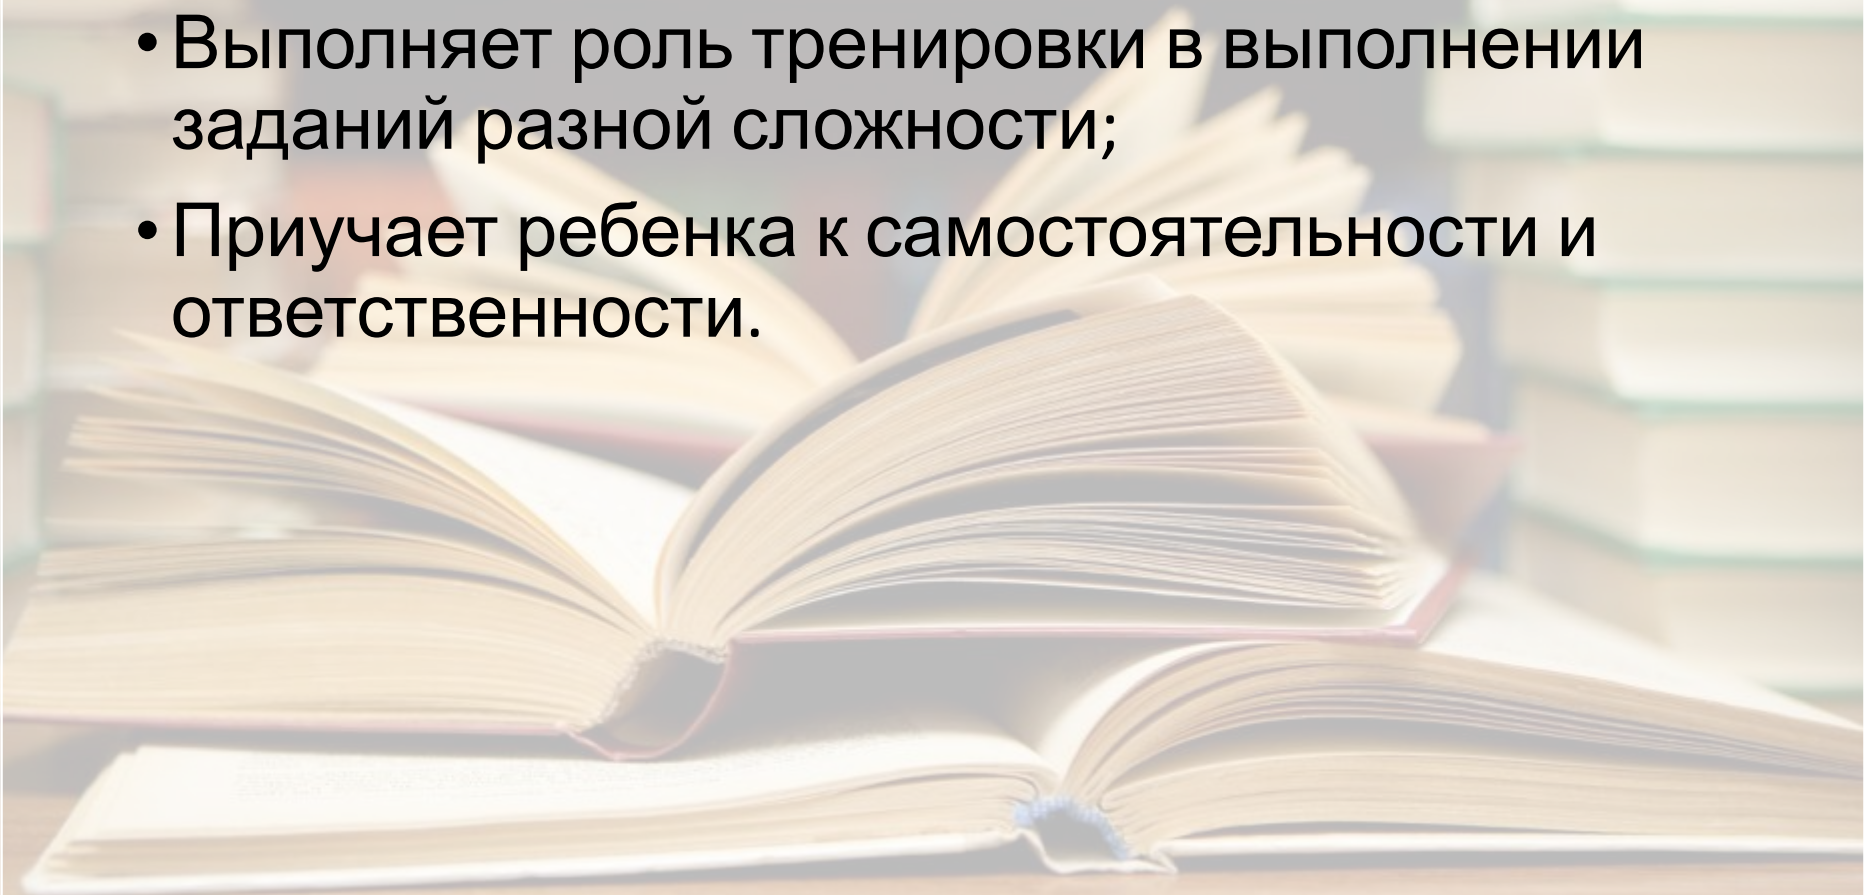 • Выполняет роль тренировки в выполнении
заданий разной сложности;
• Приучает ребенка к самостоятельности и
ответственности.